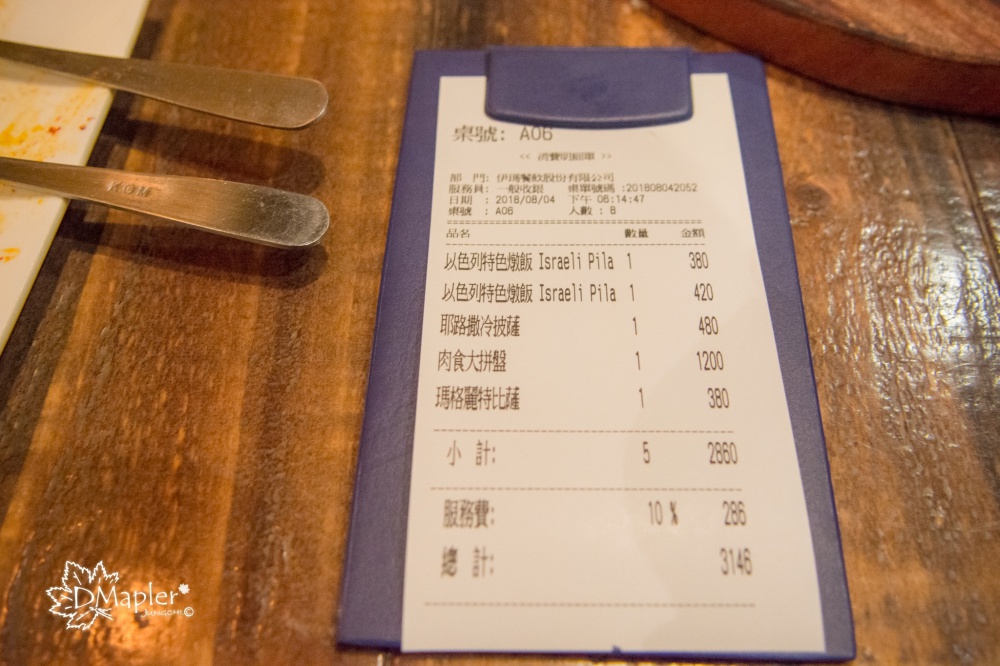 桌號: A06
<< 消費明細單 >>
部　門: 伊瑪餐飲股份有限公司
服務員: 一般收銀 桌單號碼 :201808042052
日期 : 2018/08/04 下午 06:14:47
桌號 : A06 人數 : 8
品名 數量 金額
以色列特色燉飯 Israeli Pila 1 380
以色列特色燉飯 Israeli Pila 1 420
耶路撒冷披薩 1 480
肉食大拼盤 1 1200
瑪格麗特比薩 1 380
小　計: 5 2860
服務費: 10 % 286
總　計: 3146
DMapler